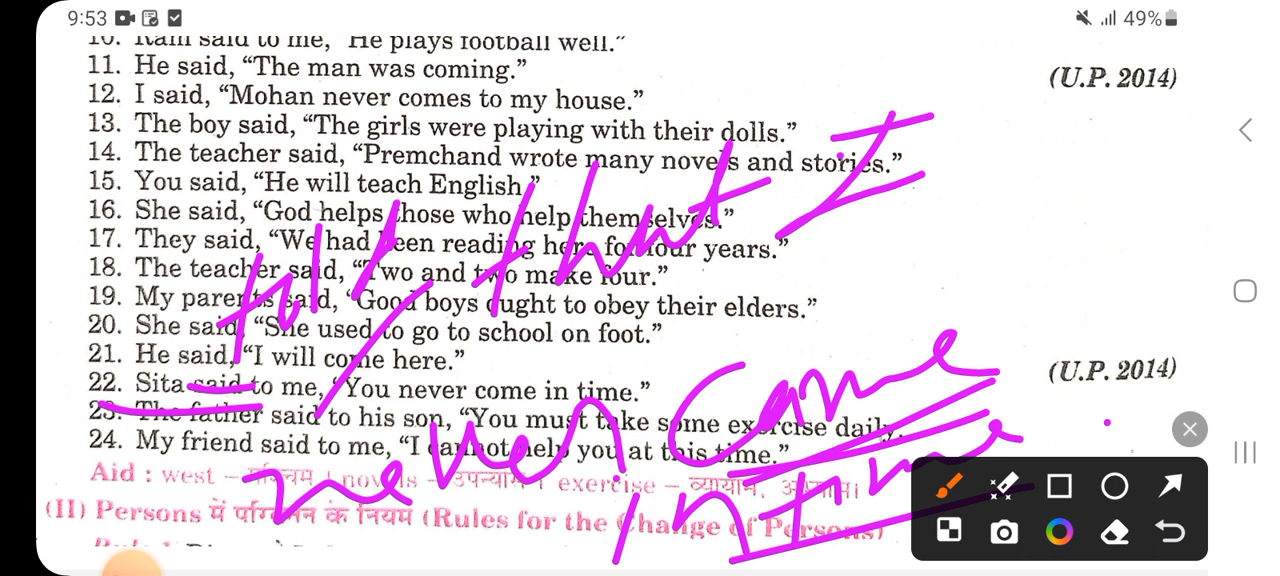 9:53 49%
10. Ram said to me, "He plays football well."
11. He said, "The man was coming." (U.P. 2014)
12. I said, "Mohan never comes to my house."
13. The boy said, "The girls were playing with their dolls."
14. The teacher said, "Premchand wrote many novels and stories."
15. You said, "He will teach English."
16. She said, "God helps those who help themselves."
17. They said, "We had been reading here for four years."
18. The teacher said, "Two and two make four."
19. My parents said, "Good boys ought to obey their elders."
20. She said, "She used to go to school on foot."
21. He said, "I will come here." (U.P. 2014)
22. Sita said to me, "You never come in time."
23. The father said to his son, "You must take some exercise daily.
24. My friend said to me, "I cannot help you at this time."
Aid : west – novels – उपन्यास । exercise – व्यायाम,
(II) Persons में परिवर्तन के नियम (Rules for the Change of Persons)
told that I
never came
in time